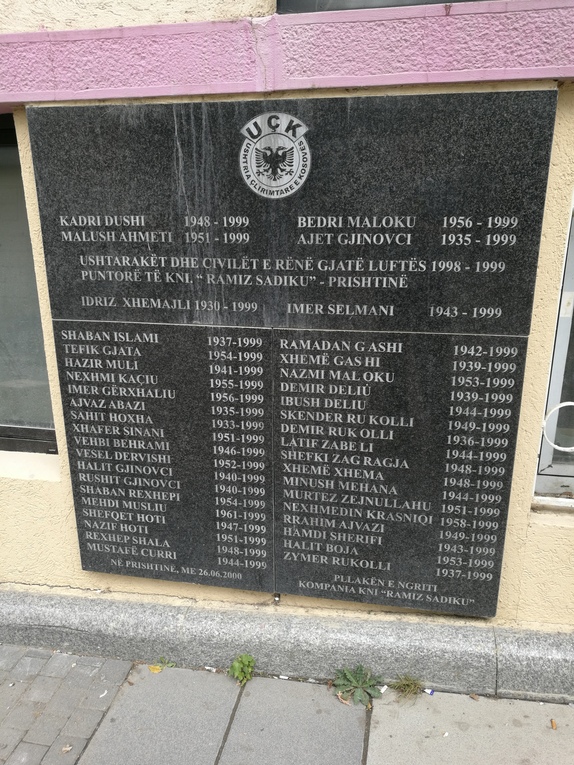 UÇK
USHTRIA ÇLIRIMTARE E KOSOVËS
KADRI DUSHI 1948 - 1999
MALUSH AHMETI 1951 - 1999
BEDRI MALOKU 1956 - 1999
AJET GJINOVCI 1935 - 1999
USHTARAKËT DHE CIVILËT E RËNË GJATË LUFTËS 1998 - 1999
PUNTORË TË KNI. “ RAMIZ SADIKU” - PRISHTINË
IDRIZ XHEMAJLI 1930 - 1999
IMER SELMANI 1943 - 1999
SHABAN ISLAMI 1937-1999
TEFIK GJATA 1954-1999
HAZIR MULI 1941-1999
NEXHMI KAÇIU 1955-1999
IMER GËRXHALIU 1956-1999
AJVAZ ABAZI 1935-1999
SAHIT HOXHA 1933-1999
XHAFER SINANI 1951-1999
VEHBI BEHRAMI 1946-1999
VESEL DERVISHI 1952-1999
HALIT GJINOVCI 1940-1999
RUSHIT GJINOVCI 1940-1999
SHABAN REXHEPI 1954-1999
MEHDI MUSLIU 1961-1999
SHEFQET HOTI 1947-1999
NAZIF HOTI 1951-1999
REXHEP SHALA 1948-1999
MUSTAFË CURRI 1944-1999
NË PRISHTINË, ME 26.06.2000
RAMADAN GASHI 1942-1999
XHEMË GASHI 1939-1999
NAZMI MALOKU 1953-1999
DEMIR DELIU 1939-1999
IBUSH DELIU 1944-1999
SKENDER RUKOLLI 1949-1999
DEMIR RUKOLLI 1936-1999
LATIF ZABELI 1944-1999
SHEFKI ZAGRAGJA 1948-1999
XHEMË XHEMA 1948-1999
MINUSH MEHANA 1944-1999
MURTEZ ZEJNULLAHU 1951-1999
NEXHMEDIN KRASNIQI 1958-1999
RRAHIM AJVAZI 1949-1999
HAMDI SHERIFI 1943-1999
HALIT BOJA 1953-1999
ZYMER RUKOLLI 1937-1999
PLLAKËN E NGRITI
KOMPANIA KNI “RAMIZ SADIKU”